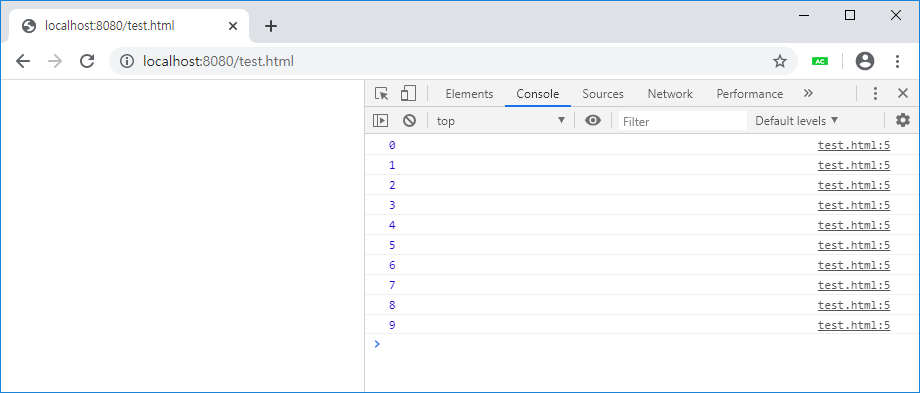 localhost:8080/test.html
localhost:8080/test.html
AC
Elements Console Sources Network Performance
top Filter Default levels
0 test.html:5
1 test.html:5
2 test.html:5
3 test.html:5
4 test.html:5
5 test.html:5
6 test.html:5
7 test.html:5
8 test.html:5
9 test.html:5